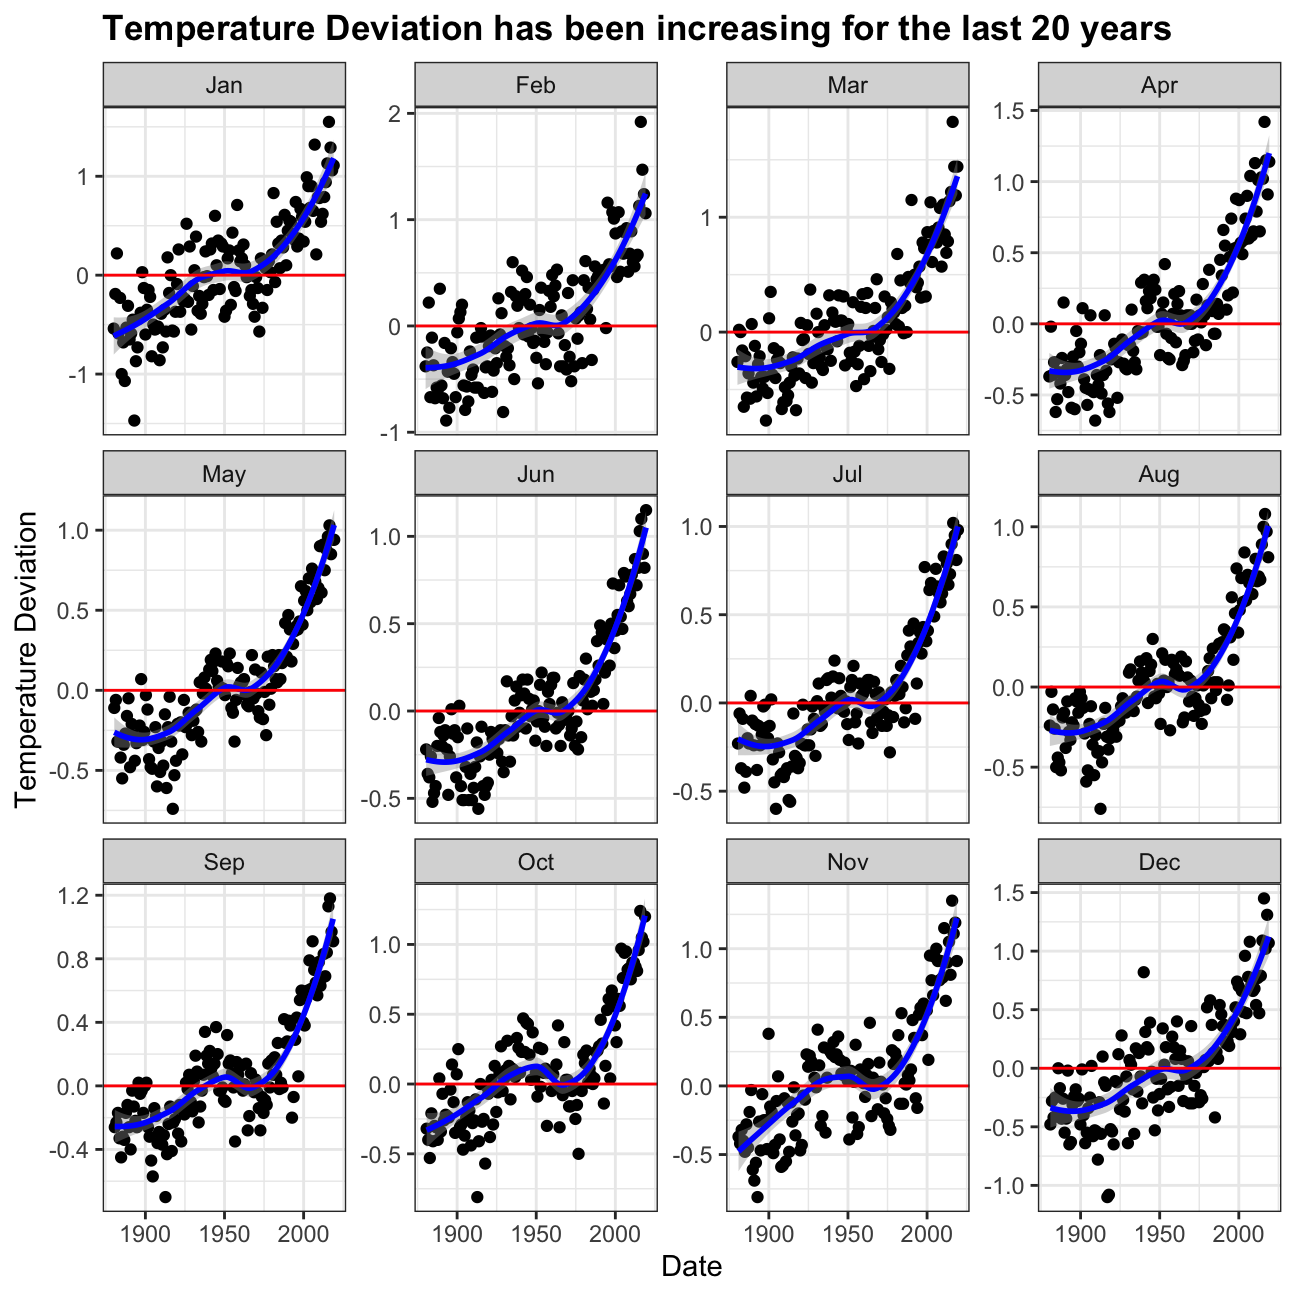 Temperature Deviation has been increasing for the last 20 years
Jan
Feb
Mar
Apr
1
0
-1
2
1
0
-1
1
0
1.5
1.0
0.5
0.0
-0.5
May
Jun
Jul
Aug
1.0
0.5
0.0
-0.5
1.0
0.5
0.0
-0.5
1.0
0.5
0.0
-0.5
1.0
0.5
0.0
-0.5
Temperature Deviation
Sep
Oct
Nov
Dec
1.2
0.8
0.4
0.0
-0.4
1.0
0.5
0.0
-0.5
1.0
0.5
0.0
-0.5
1.5
1.0
0.5
0.0
-0.5
-1.0
1900 1950 2000
1900 1950 2000
1900 1950 2000
1900 1950 2000
Date